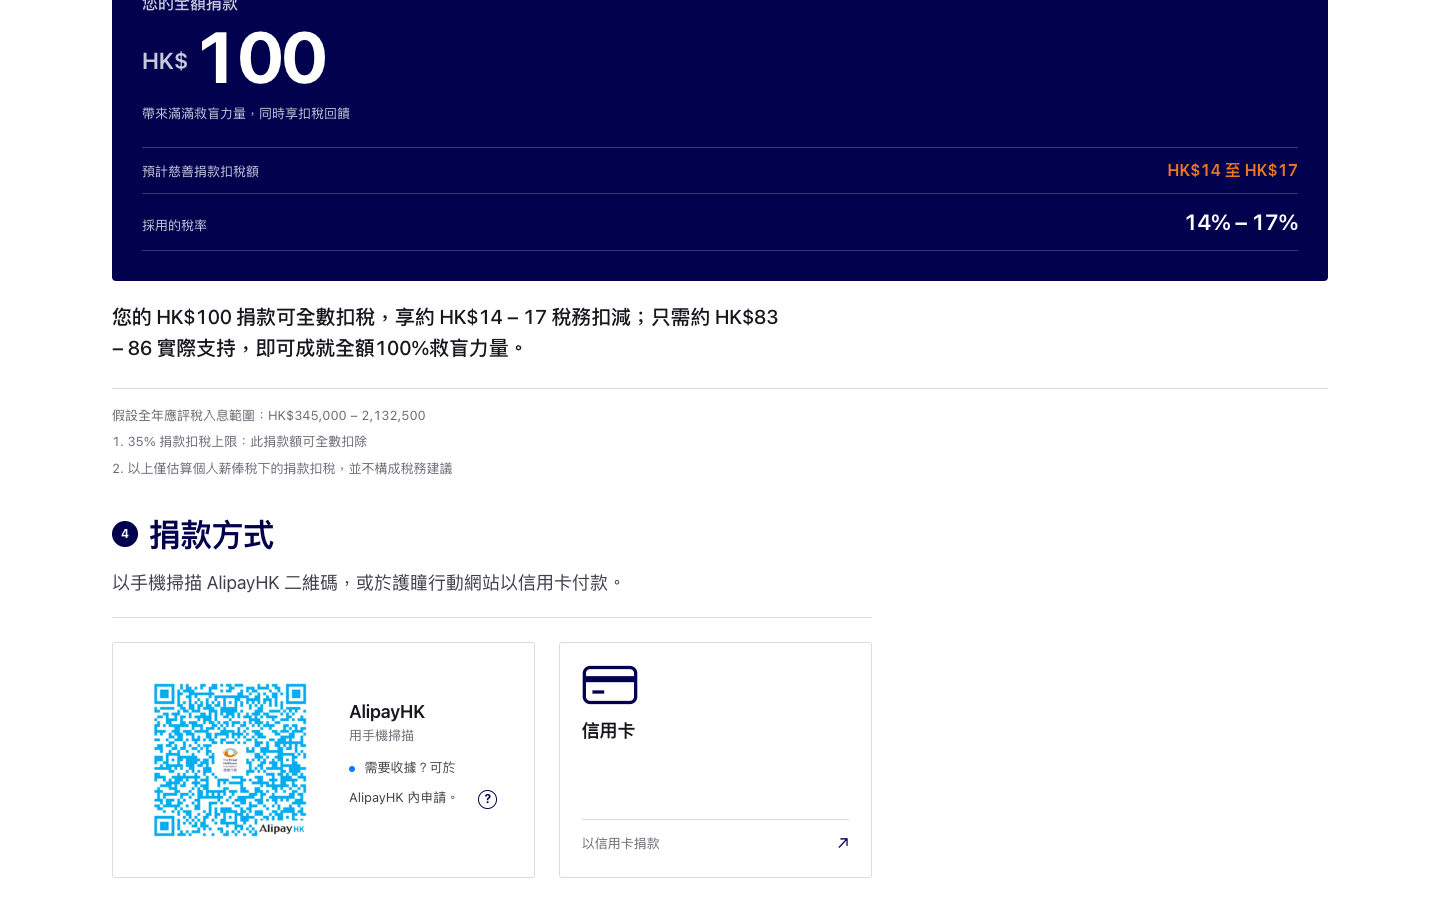 您的全額捐款
HK$ 100
帶來滿滿救盲力量，同時享扣稅回饋
預計慈善捐款扣稅額
HK$14 至 HK$17
採用的稅率
14% – 17%
您的 HK$100 捐款可全數扣稅，享約 HK$14 – 17 稅務扣減；只需約 HK$83
– 86 實際支持，即可成就全額100%救盲力量。
假設全年應評稅入息範圍：HK$345,000 – 2,132,500
1. 35% 捐款扣稅上限：此捐款額可全數扣除
2. 以上僅估算個人薪俸稅下的捐款扣稅，並不構成稅務建議
4 捐款方式
以手機掃描 AlipayHK 二維碼，或於護瞳行動網站以信用卡付款。
AlipayHK
用手機掃描
需要收據？可於
AlipayHK 內申請。
?
Alipay HK
信用卡
以信用卡捐款